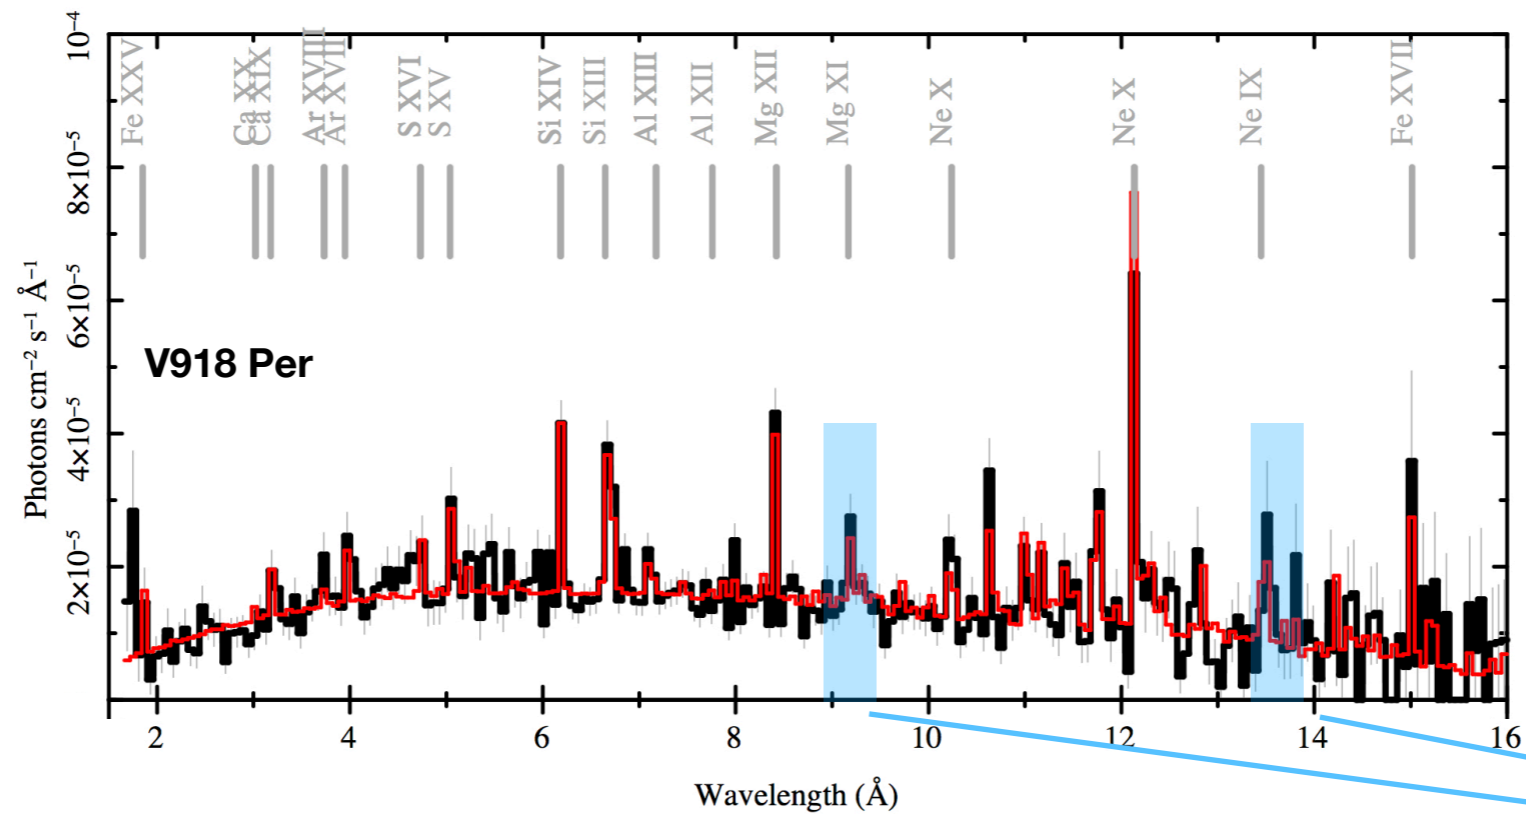 10⁻⁴
8×10⁻⁵
6×10⁻⁵
4×10⁻⁵
2×10⁻⁵
Photons cm⁻² s⁻¹ Å⁻¹
Fe XXV
Ca XX
Ca XIX
Ar XVIII
Ar XVII
S XVI
S XV
Si XIV
Si XIII
Al XIII
Al XII
Mg XII
Mg XI
Ne X
Ne X
Ne IX
Fe XVII
V918 Per
2 4 6 8 10 12 14 16
Wavelength (Å)